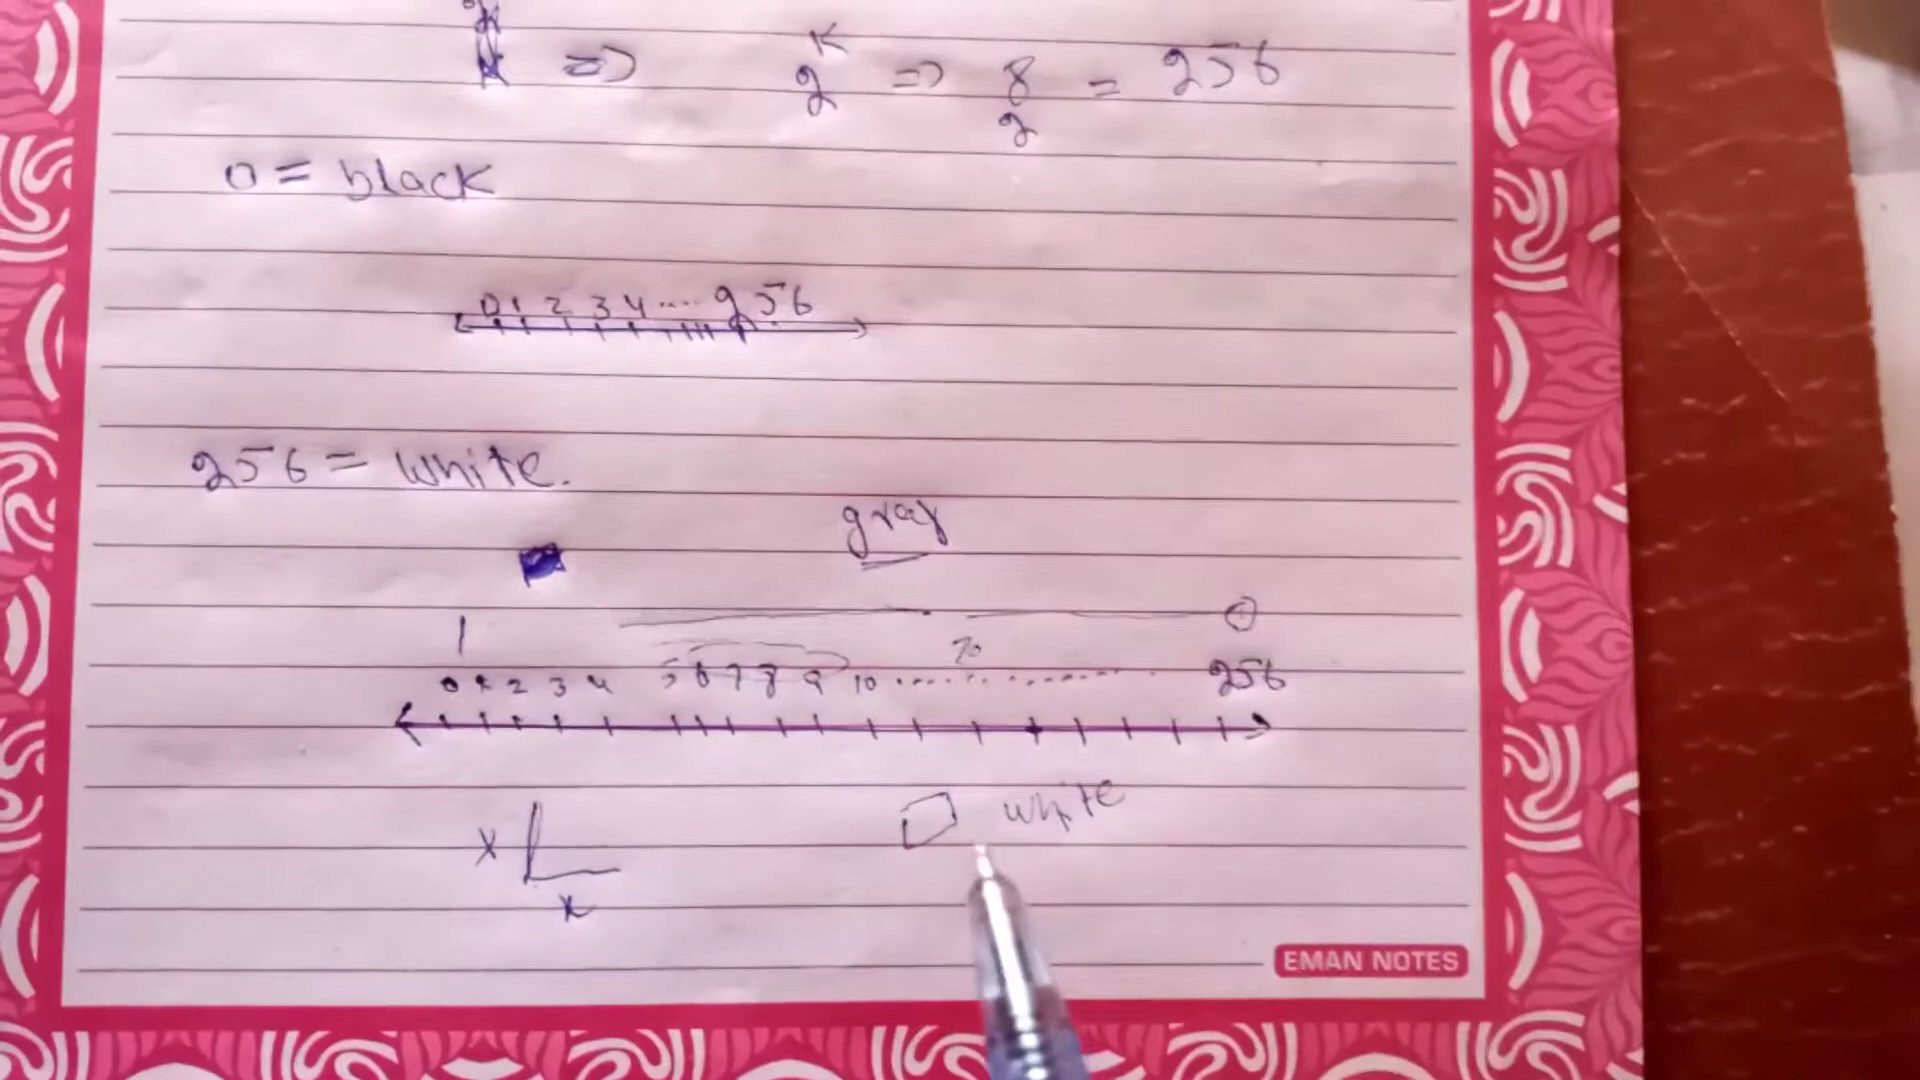 => 2^K => 8 2 = 256
0 = black
0 1 2 3 4 .... 256
256 = white.
gray
70
0 1 2 3 4 5 6 7 8 9 10 .......... 256
white
x
x
EMAN NOTES